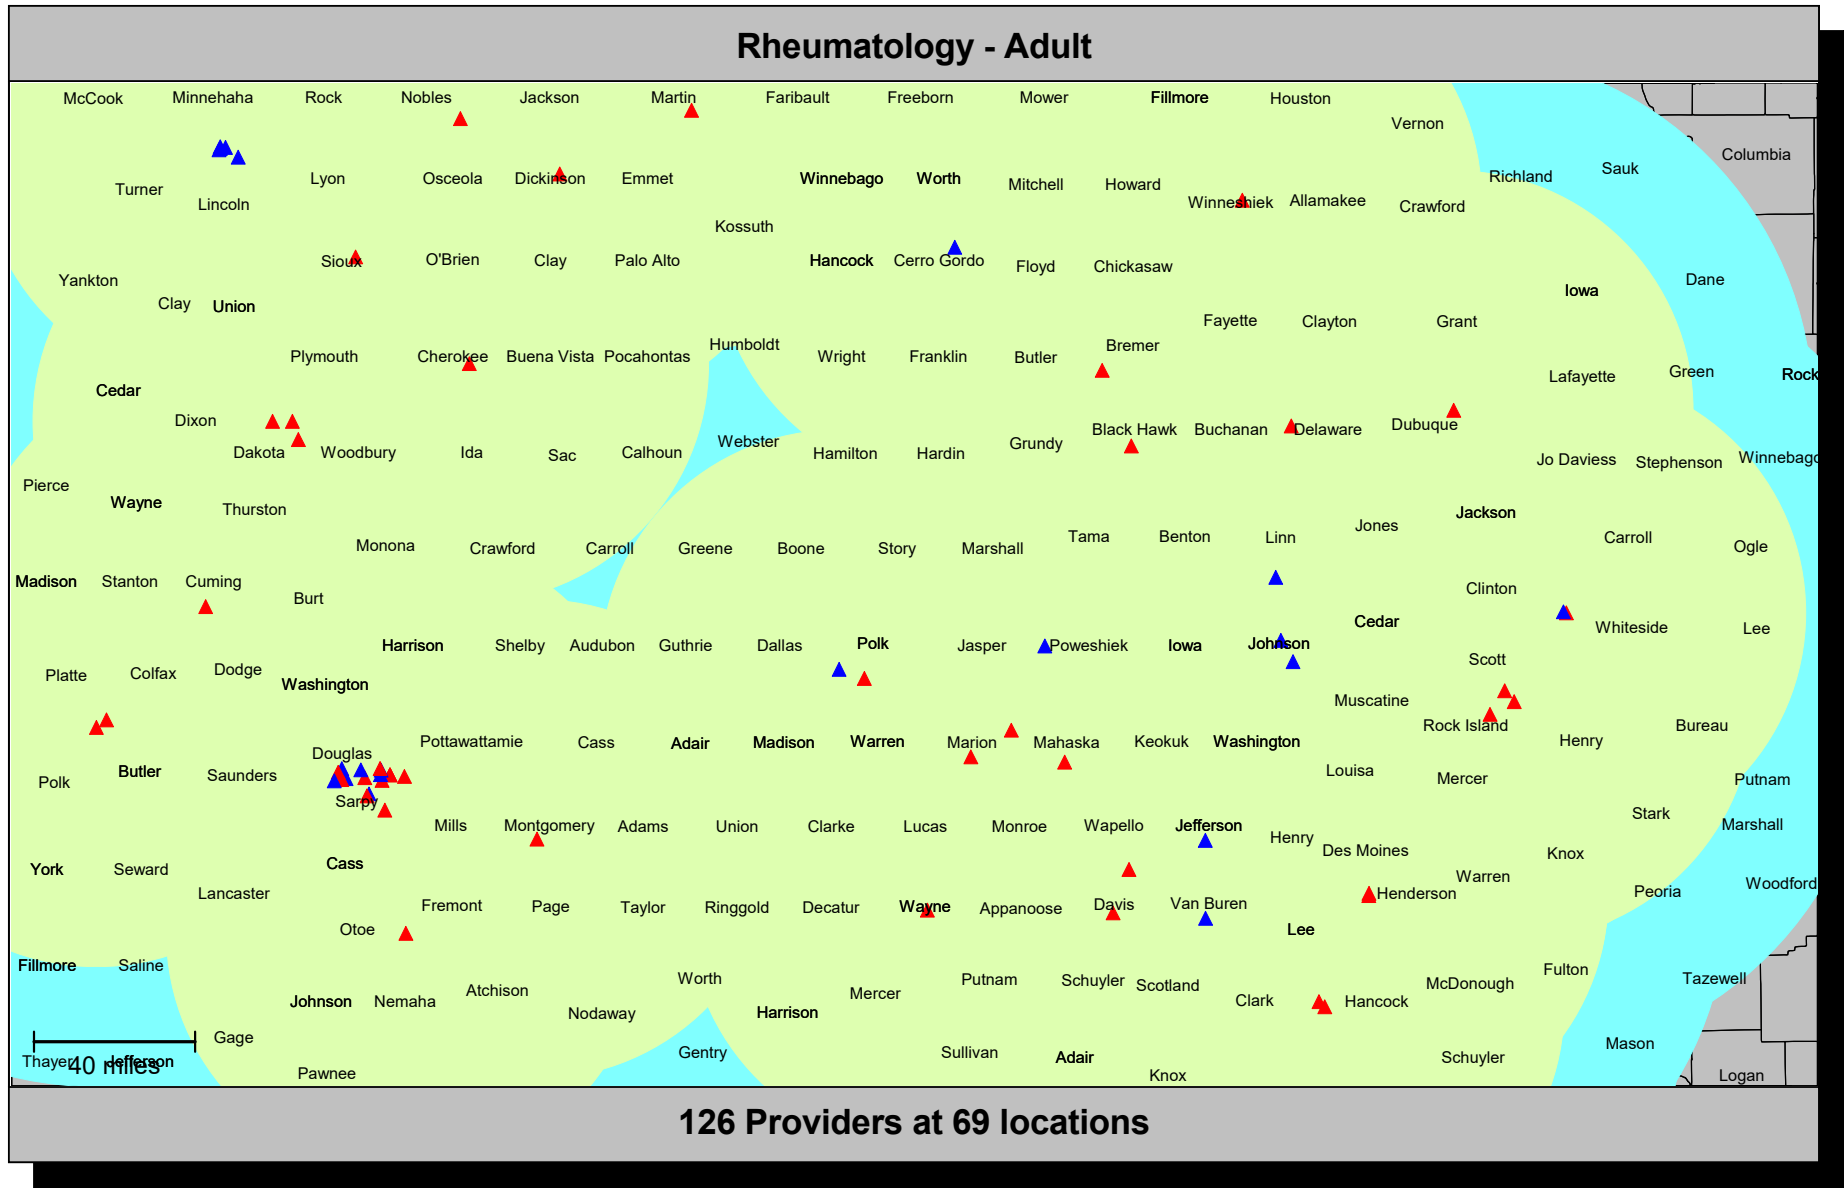 Rheumatology - Adult
McCook Minnehaha Rock Nobles Jackson Martin Faribault Freeborn Mower Fillmore Houston
Vernon
Columbia
Sauk
Richland
Turner Lincoln Lyon Osceola Dickinson Emmet Winnebago Worth Mitchell Howard Winneshiek Allamakee Crawford
Kossuth
Yankton Clay Union Sioux O'Brien Clay Palo Alto Hancock Cerro Gordo Floyd Chickasaw Iowa Dane
Fayette Clayton Grant
Plymouth Cherokee Buena Vista Pocahontas Humboldt Wright Franklin Butler Bremer Lafayette Green Rock
Cedar
Dixon Dakota Woodbury Ida Sac Calhoun Webster Hamilton Hardin Grundy Black Hawk Buchanan Delaware Dubuque Jo Daviess Stephenson Winnebago
Pierce Wayne Thurston Jackson
Monona Crawford Carroll Greene Boone Story Marshall Tama Benton Linn Jones Carroll Ogle
Madison Stanton Cuming Burt Clinton
Cedar Whiteside Lee
Harrison Shelby Audubon Guthrie Dallas Polk Jasper Poweshiek Iowa Johnson Scott
Platte Colfax Dodge Washington Muscatine
Rock Island Bureau
Douglas Pottawattamie Cass Adair Madison Warren Marion Mahaska Keokuk Washington Henry
Polk Butler Saunders Louisa Mercer Putnam
Sarpy Mills Montgomery Adams Union Clarke Lucas Monroe Wapello Jefferson Henry Stark Marshall
Des Moines Knox
York Seward Cass Warren Peoria Woodford
Lancaster Fremont Page Taylor Ringgold Decatur Wayne Appanoose Davis Van Buren Henderson
Otoe Lee
Fillmore Saline Worth Putnam Schuyler Scotland McDonough Fulton Tazewell
Johnson Nemaha Atchison Nodaway Harrison Mercer Clark Hancock
Gage Gentry Sullivan Adair Schuyler Mason
Thayer Jefferson
40 miles
Pawnee Knox Logan
126 Providers at 69 locations